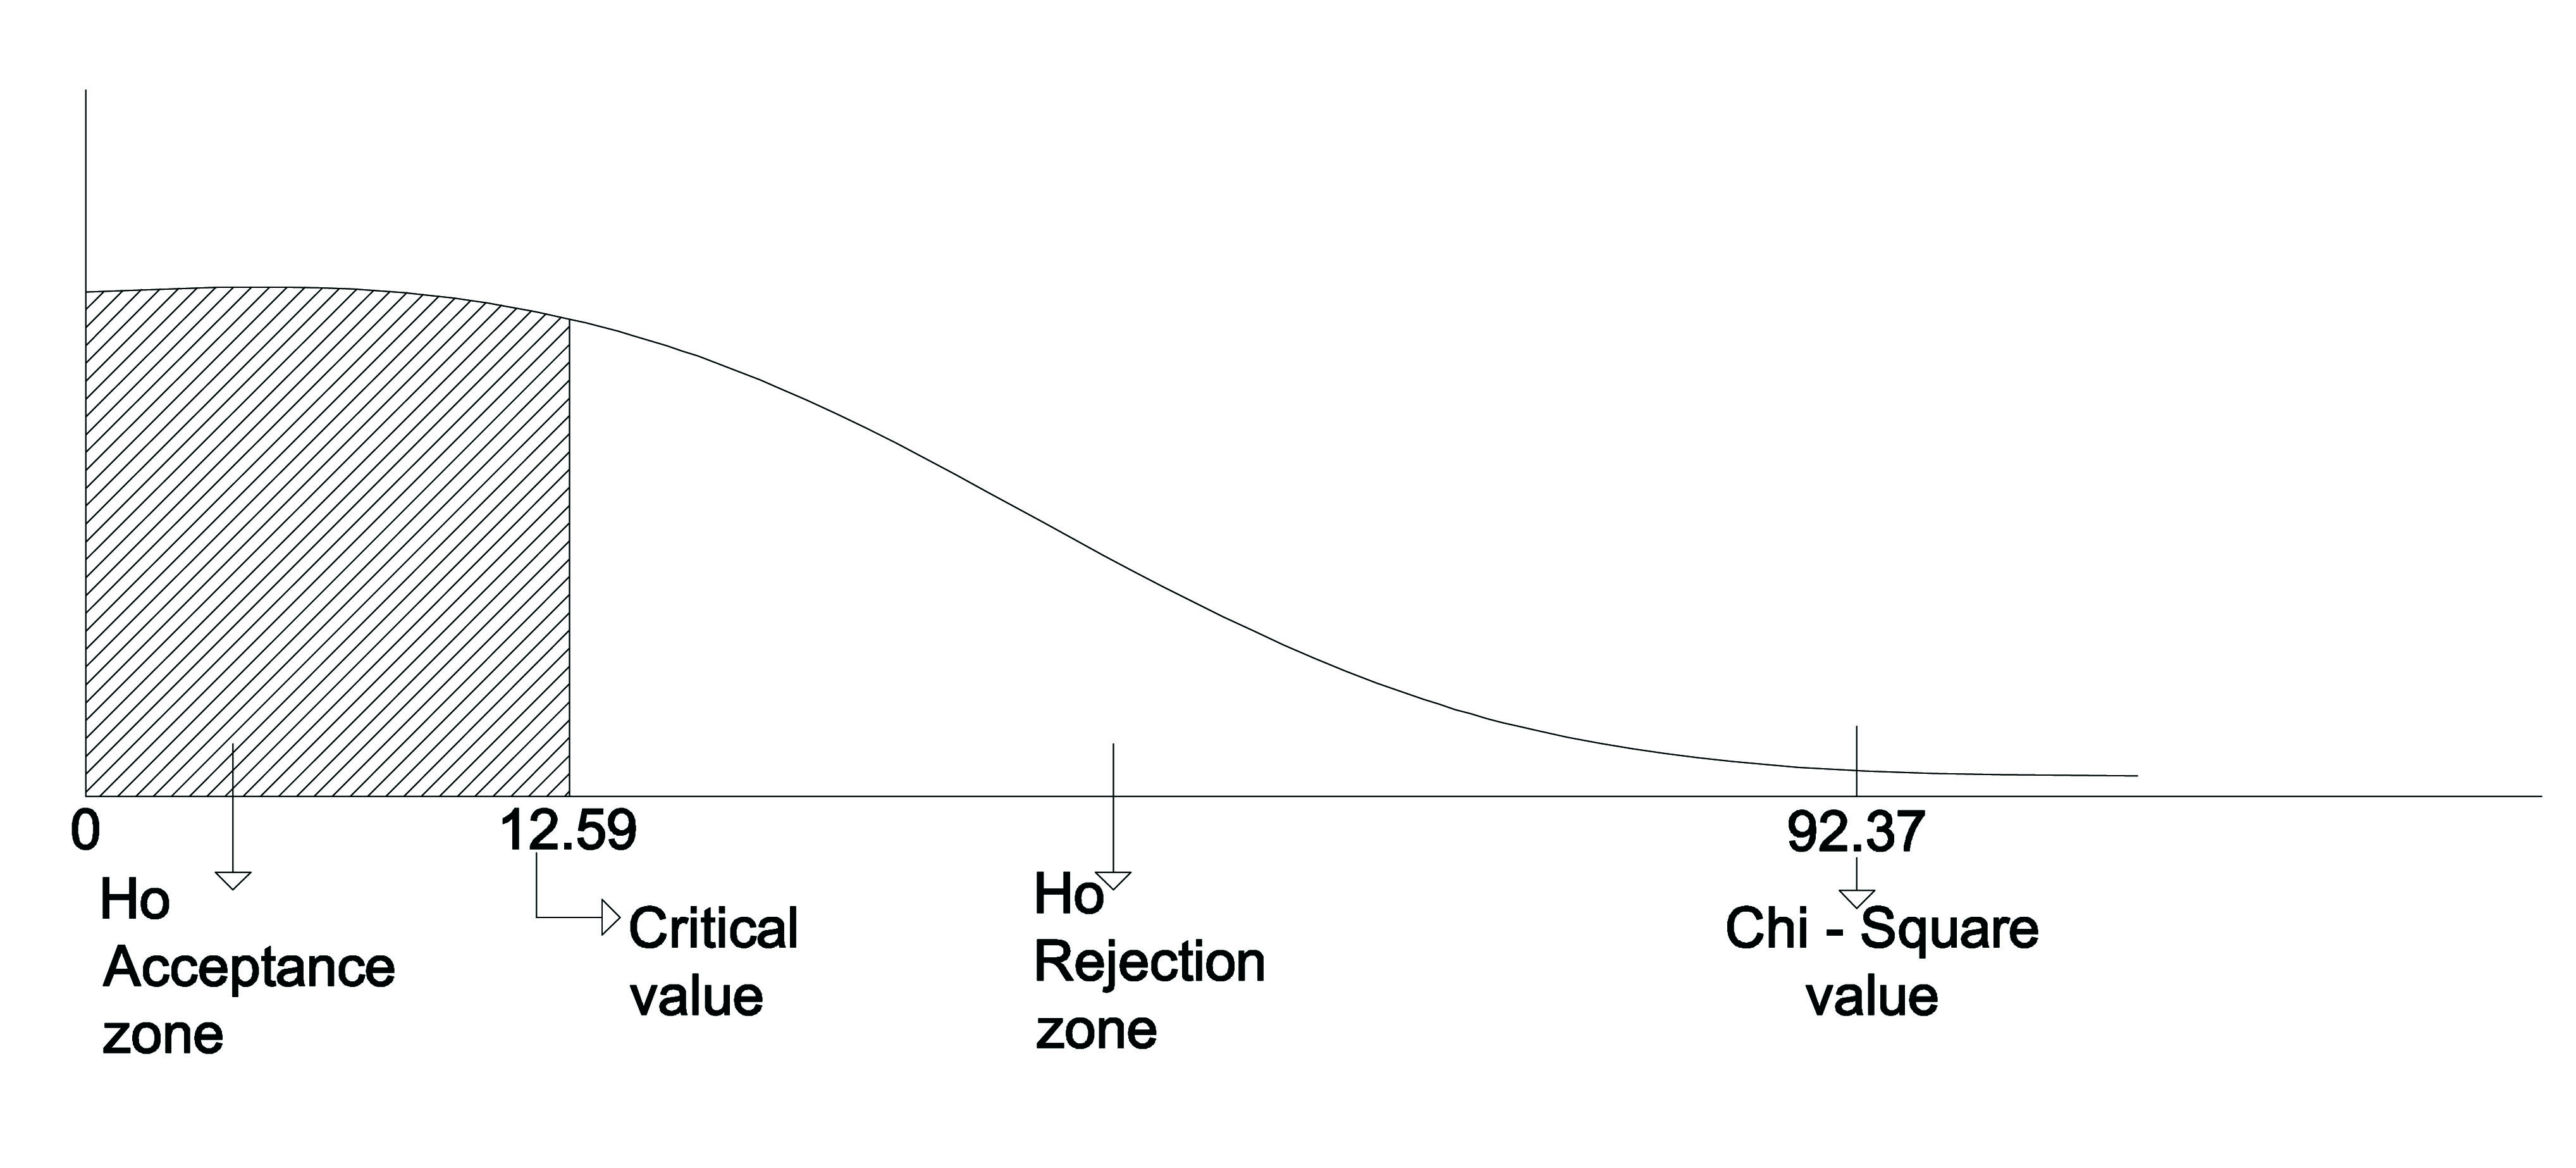 0
12.59
92.37
Ho
Acceptance
zone
Critical
value
Ho
Rejection
zone
Chi - Square
value